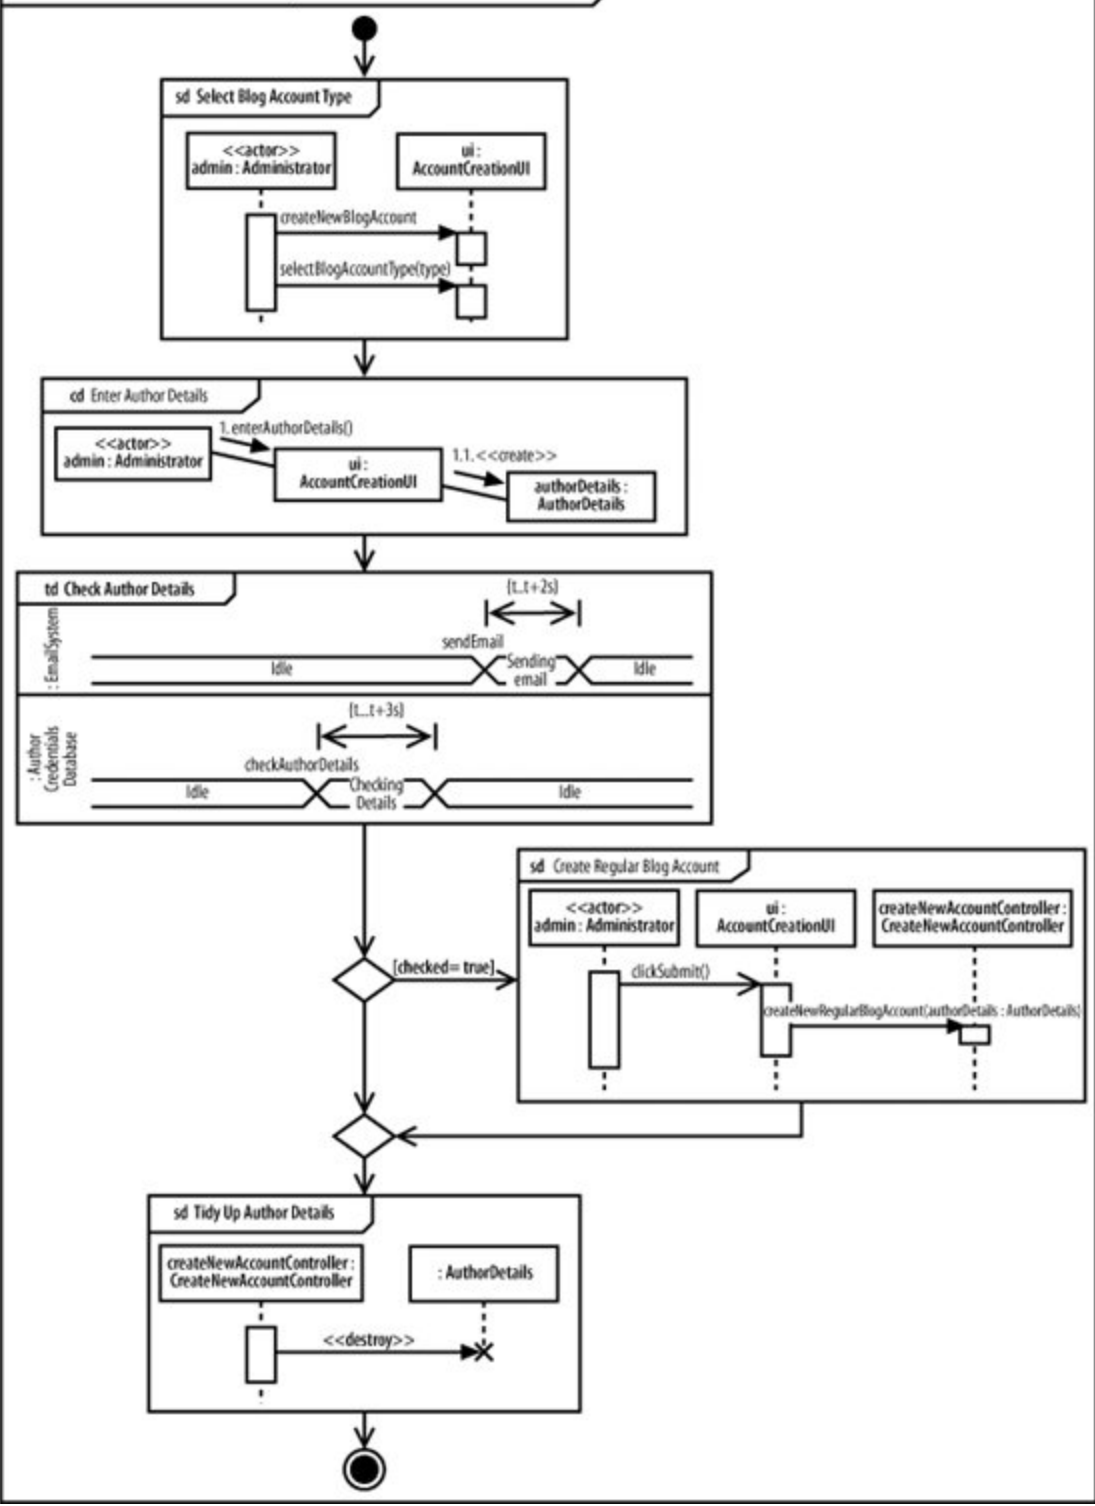 sd Select Blog Account Type
<<actor>>
admin : Administrator
ui :
AccountCreationUI
createNewBlogAccount
selectBlogAccountType(type)
cd Enter Author Details
<<actor>>
admin : Administrator
1. enterAuthorDetails()
ui :
AccountCreationUI
1.1. <<create>>
authorDetails :
AuthorDetails
td Check Author Details
: EmailSystem
{t..t+2s}
sendEmail
Idle
Sending
email
Idle
: Author
Credentials
Database
{t...t+3s}
checkAuthorDetails
Idle
Checking
Details
Idle
sd Create Regular Blog Account
<<actor>>
admin : Administrator
ui :
AccountCreationUI
createNewAccountController :
CreateNewAccountController
[checked= true]
clickSubmit()
createNewRegularBlogAccount(authorDetails : AuthorDetails)
sd Tidy Up Author Details
createNewAccountController :
CreateNewAccountController
: AuthorDetails
<<destroy>>